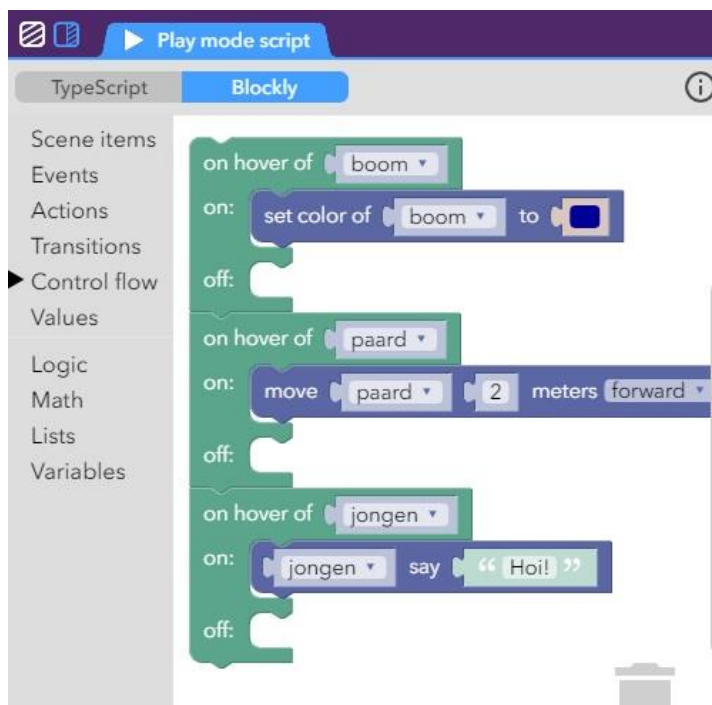 Play mode script
TypeScript Blockly
Scene items
Events
Actions
Transitions
Control flow
Values
Logic
Math
Lists
Variables
on hover of boom
on: set color of boom to
off:
on hover of paard
on: move paard 2 meters forward
off:
on hover of jongen
on: jongen say “ Hoi! ”
off: